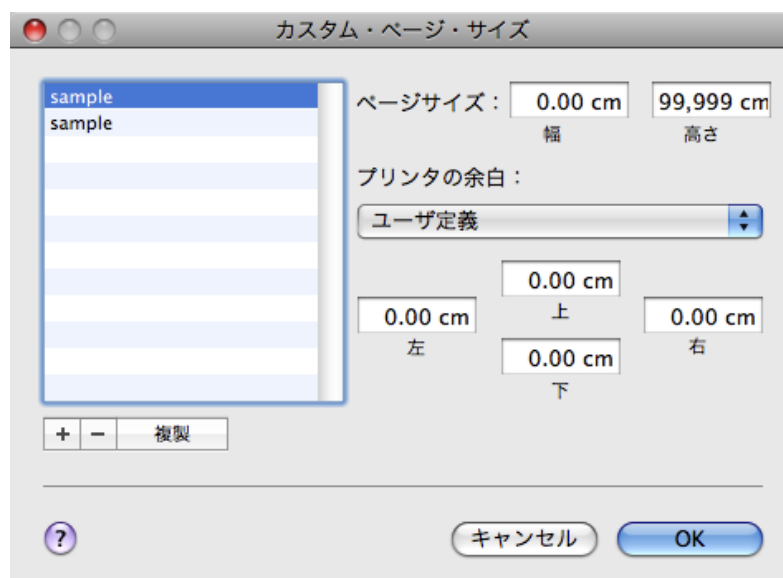 カスタム・ページ・サイズ
sample
sample
ページサイズ： 0.00 cm 99,999 cm
幅 高さ
プリンタの余白：
ユーザ定義
0.00 cm
上
0.00 cm 0.00 cm
左 右
0.00 cm
下
+ − 複製
? キャンセル OK